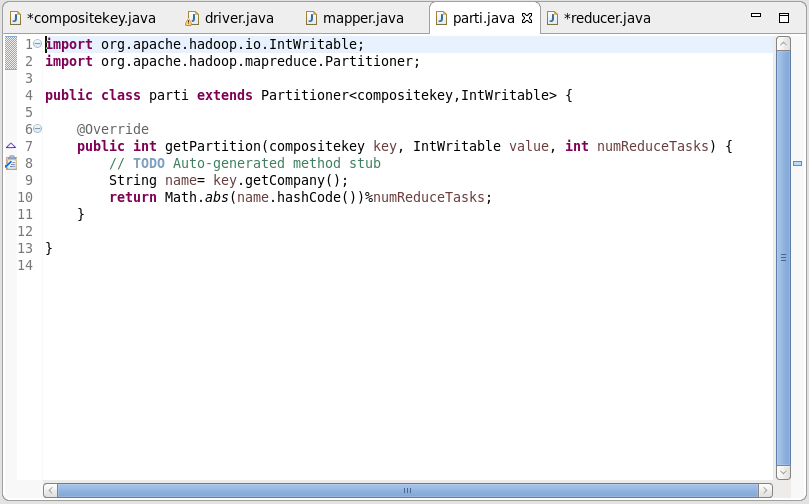 *compositekey.java driver.java mapper.java parti.java *reducer.java
1 import org.apache.hadoop.io.IntWritable;
2 import org.apache.hadoop.mapreduce.Partitioner;
3
4 public class parti extends Partitioner<compositekey,IntWritable> {
5
6 @Override
7 public int getPartition(compositekey key, IntWritable value, int numReduceTasks) {
8 // TODO Auto-generated method stub
9 String name= key.getCompany();
10 return Math.abs(name.hashCode())%numReduceTasks;
11 }
12
13 }
14